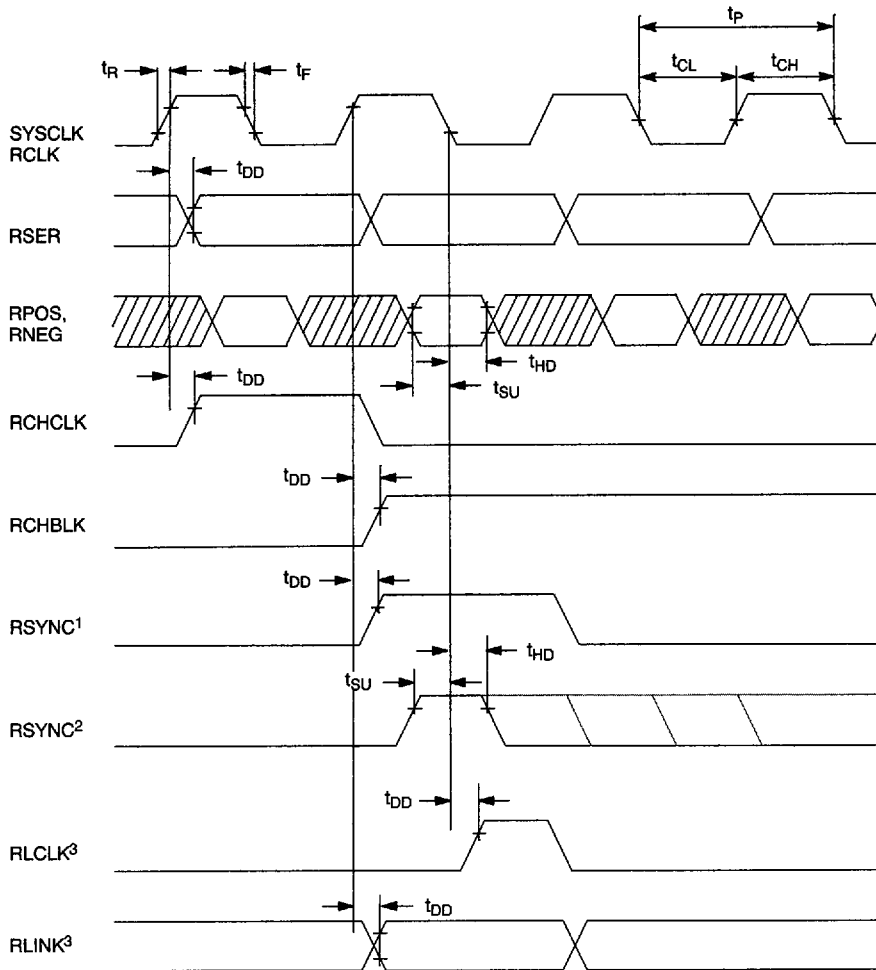 tP
tR tF tCL tCH
SYSCLK
RCLK
tDD
RSER
RPOS,
RNEG
tHD
tSU
tDD
RCHCLK
tDD
RCHBLK
tDD
RSYNC¹
tHD
tSU
RSYNC²
tDD
RLCLK³
tDD
RLINK³